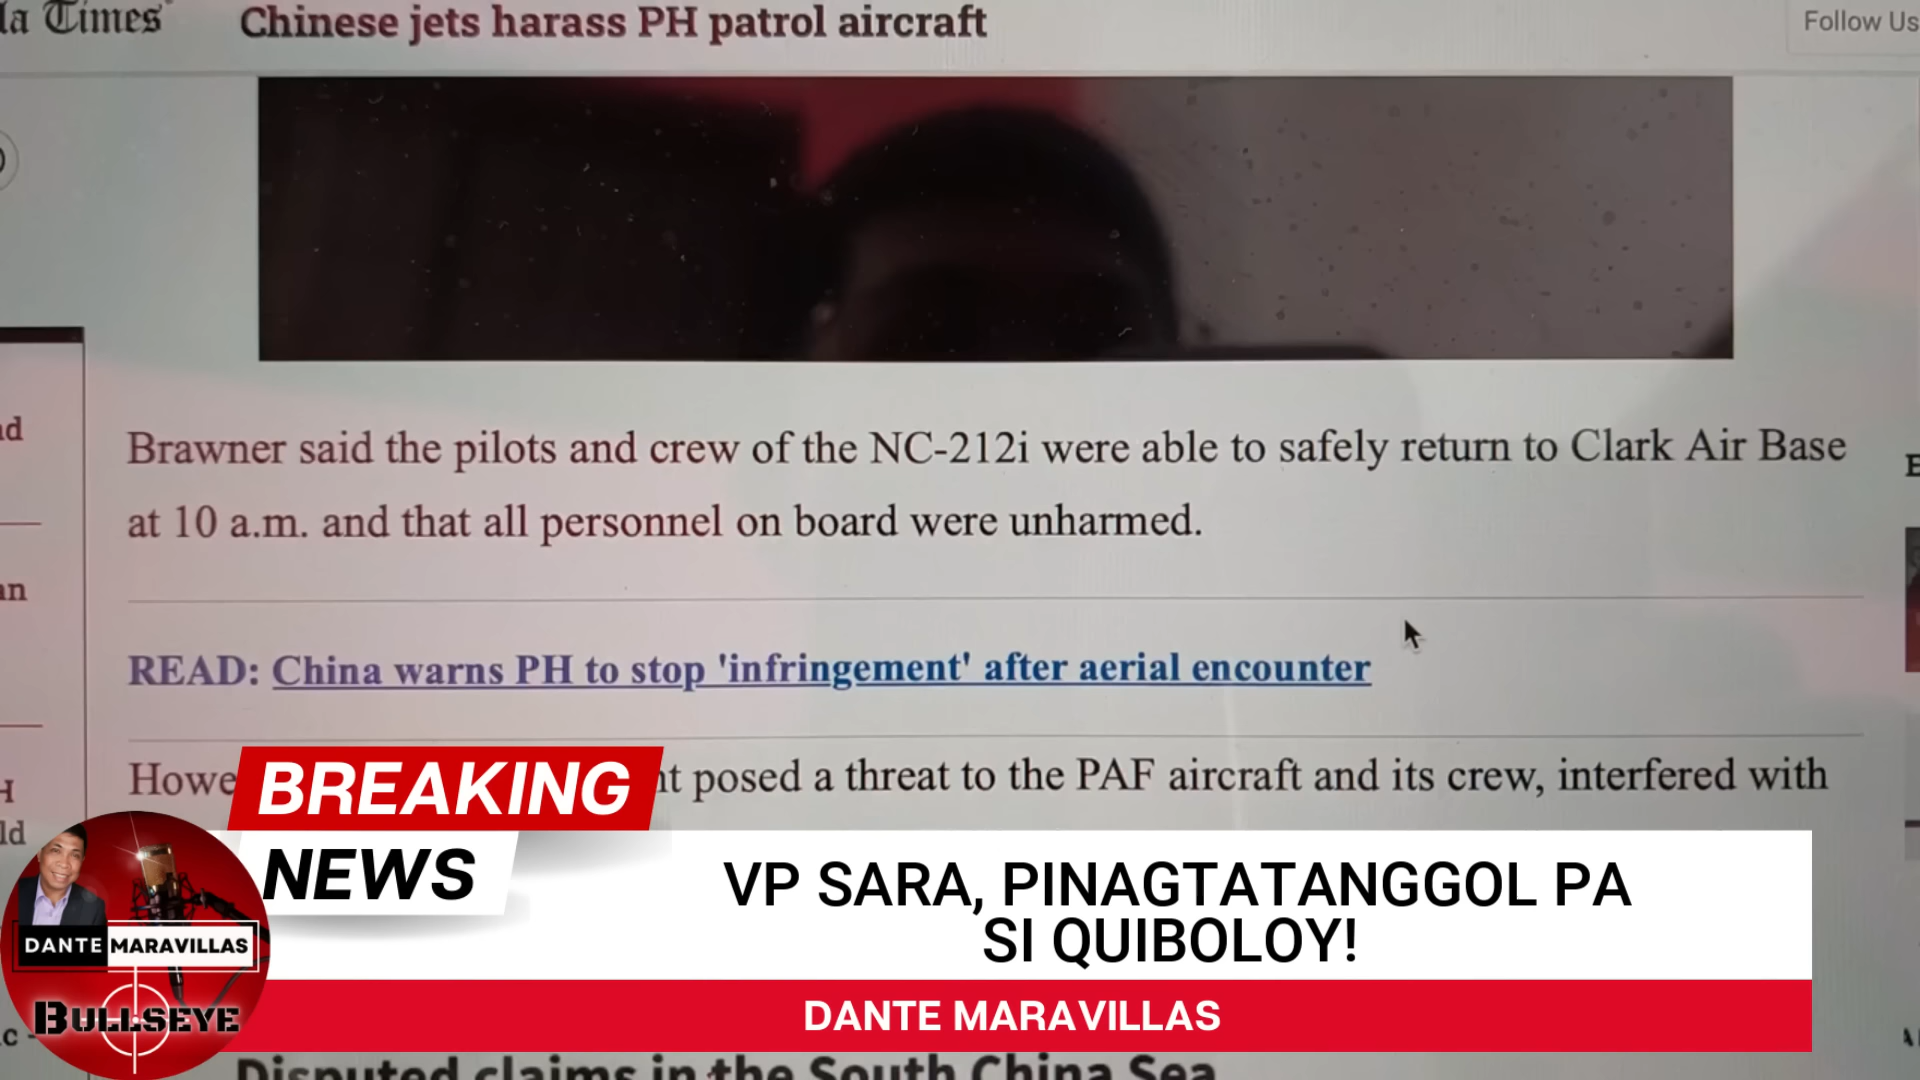 la Times
Chinese jets harass PH patrol aircraft
Follow Us
Brawner said the pilots and crew of the NC-212i were able to safely return to Clark Air Base
at 10 a.m. and that all personnel on board were unharmed.
READ: China warns PH to stop 'infringement' after aerial encounter
posed a threat to the PAF aircraft and its crew, interfered with
BREAKING
NEWS
VP SARA, PINAGTATANGGOL PA
SI QUIBOLOY!
DANTE MARAVILLAS
DANTE MARAVILLAS
BULLSEYE
Disputed claims in the South China Sea